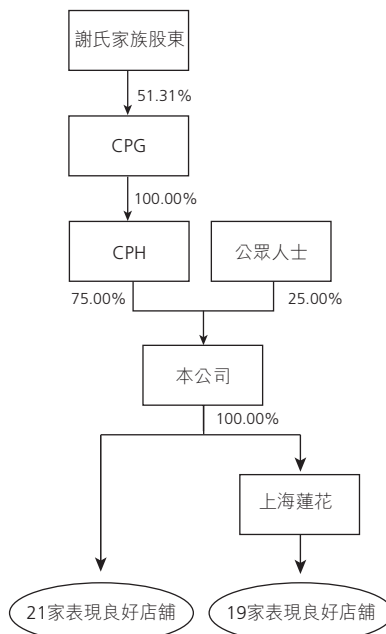 謝氏家族股東
51.31%
CPG
100.00%
CPH
公眾人士
75.00%
25.00%
本公司
100.00%
上海蓮花
21家表現良好店舖
19家表現良好店舖